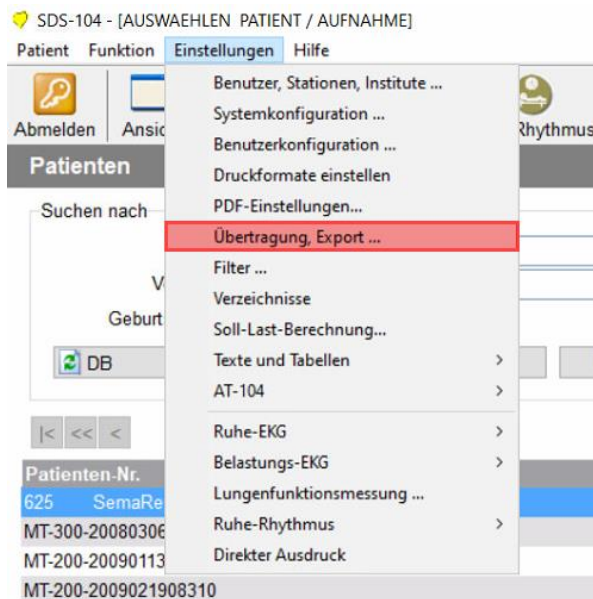 SDS-104 - [AUSWAEHLEN PATIENT / AUFNAHME]
Patient Funktion Einstellungen Hilfe
Abmelden
Rhythmus
Patienten
Suchen nach
DB
|< << <
Patienten-Nr.
625
MT-300-20080306
MT-200-20090113
MT-200-2009021908310
Benutzer, Stationen, Institute ...
Systemkonfiguration ...
Benutzerkonfiguration ...
Druckformate einstellen
PDF-Einstellungen...
Übertragung, Export ...
Filter ...
Verzeichnisse
Soll-Last-Berechnung...
Texte und Tabellen >
AT-104 >
Ruhe-EKG >
Belastungs-EKG >
Lungenfunktionsmessung ...
Ruhe-Rhythmus >
Direkter Ausdruck